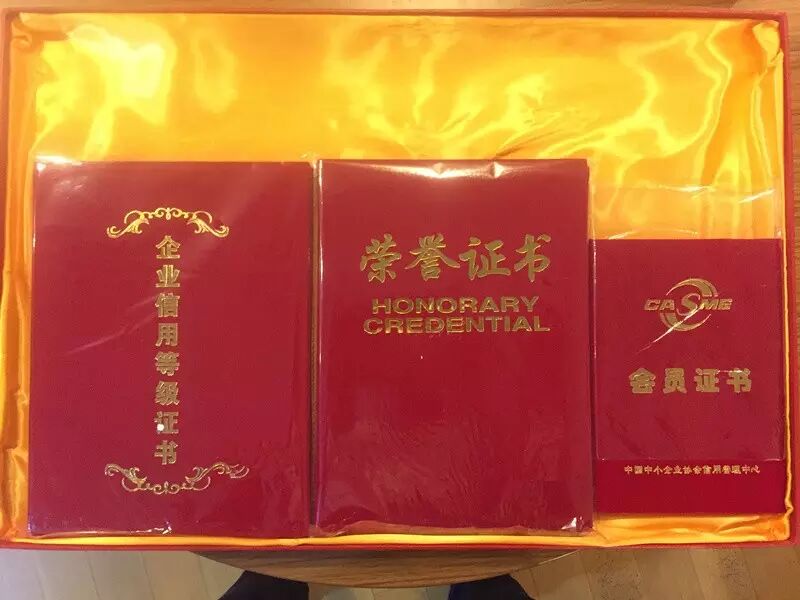 企业信用等级证书
荣誉证书
HONORARY
CREDENTIAL
CASME
会员证书
中国中小企业协会信用管理中心